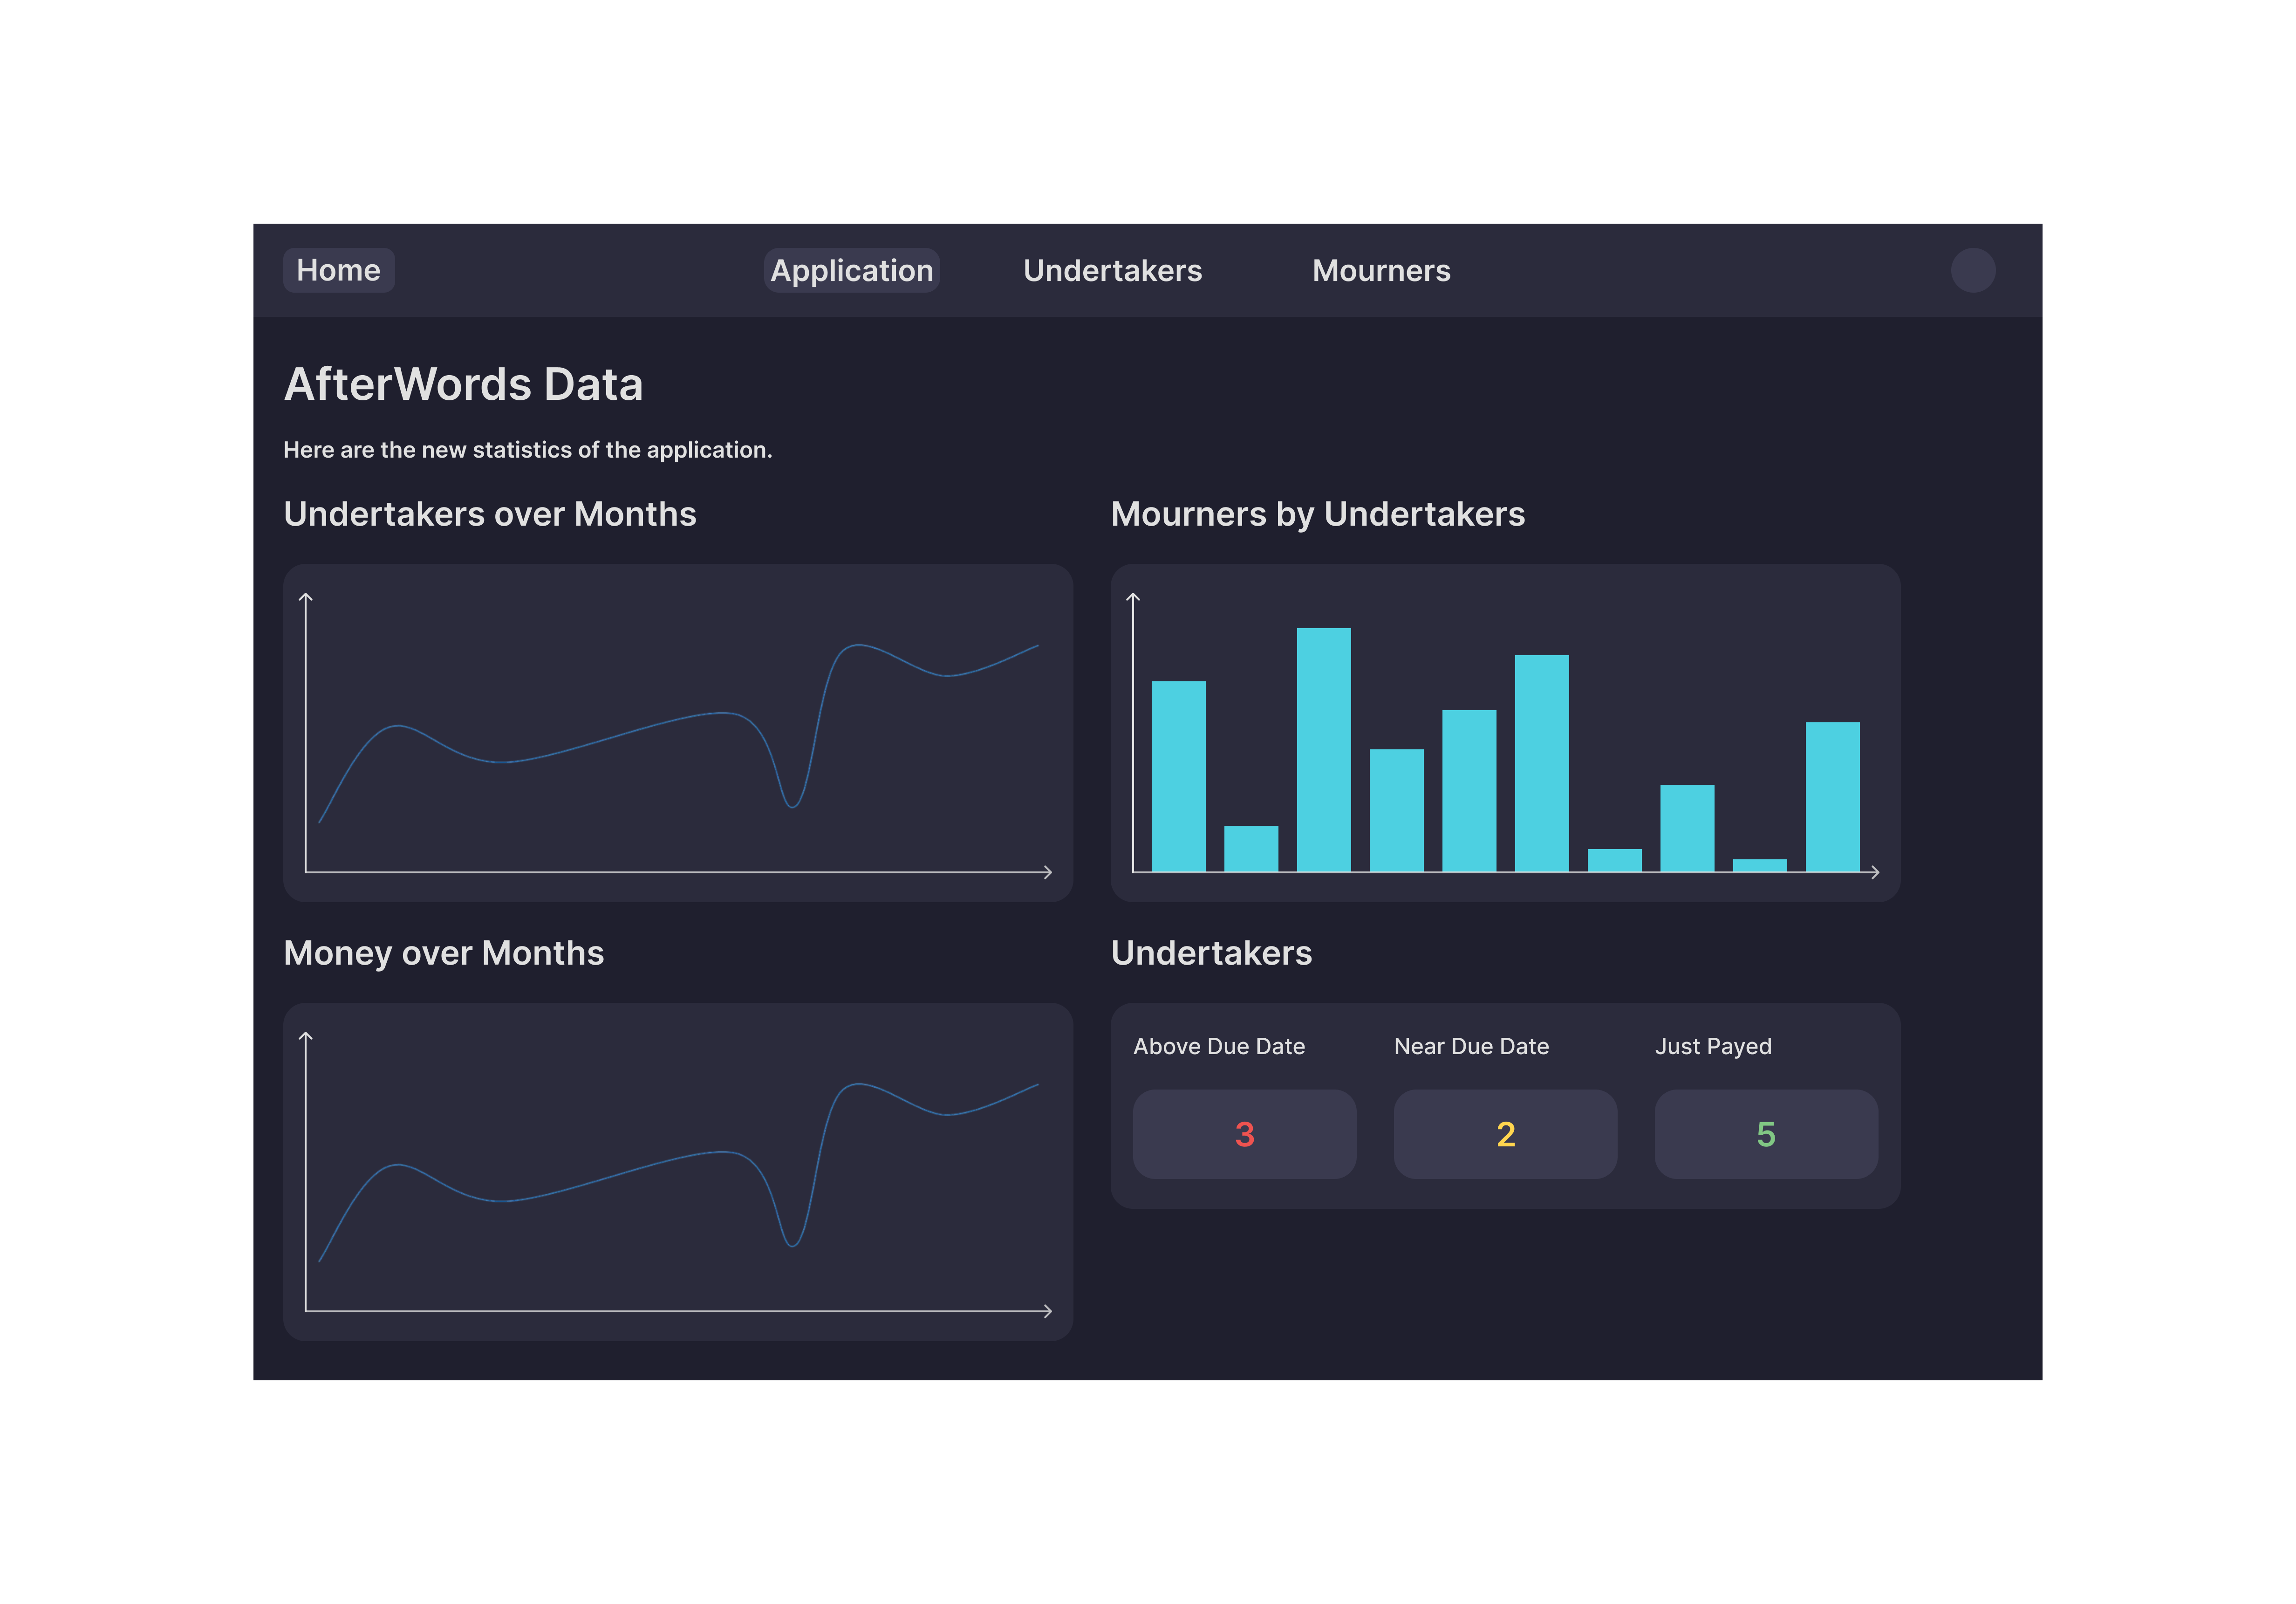 Home
Application
Undertakers
Mourners
AfterWords Data
Here are the new statistics of the application.
Undertakers over Months
Mourners by Undertakers
Money over Months
Undertakers
Above Due Date
Near Due Date
Just Payed
3
2
5